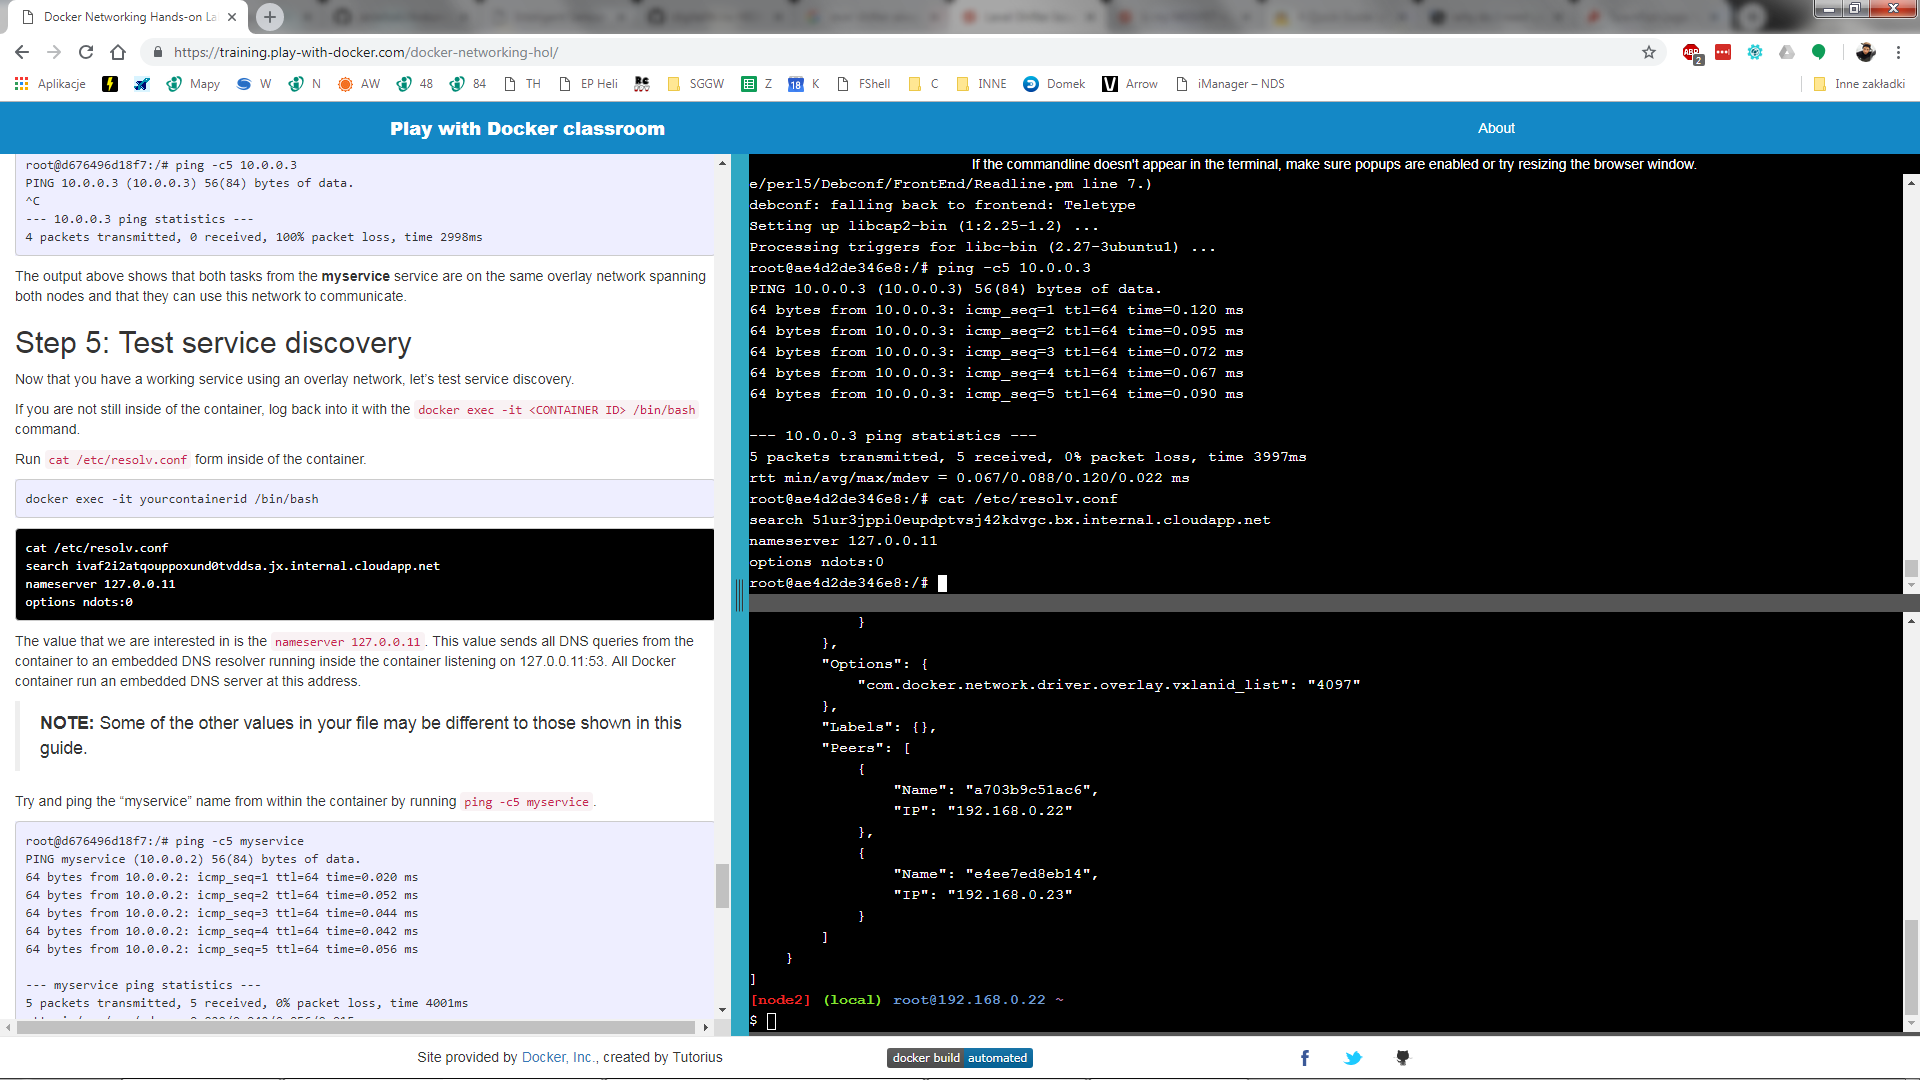 Docker Networking Hands-on La
https://training.play-with-docker.com/docker-networking-hol/
ABP 2
Aplikacje Mapy W N AW 48 84 TH EP Heli SGGW Z 18 K FShell C INNE Domek Arrow iManager – NDS Inne zakładki
Play with Docker classroom
About
root@d676496d18f7:/# ping -c5 10.0.0.3
PING 10.0.0.3 (10.0.0.3) 56(84) bytes of data.
^C
--- 10.0.0.3 ping statistics ---
4 packets transmitted, 0 received, 100% packet loss, time 2998ms
The output above shows that both tasks from the myservice service are on the same overlay network spanning
both nodes and that they can use this network to communicate.
Step 5: Test service discovery
Now that you have a working service using an overlay network, let's test service discovery.
If you are not still inside of the container, log back into it with the docker exec -it <CONTAINER ID> /bin/bash
command.
Run cat /etc/resolv.conf form inside of the container.
docker exec -it yourcontainerid /bin/bash
cat /etc/resolv.conf
search ivaf2i2atqouppoxund0tvddsa.jx.internal.cloudapp.net
nameserver 127.0.0.11
options ndots:0
The value that we are interested in is the nameserver 127.0.0.11. This value sends all DNS queries from the
container to an embedded DNS resolver running inside the container listening on 127.0.0.11:53. All Docker
container run an embedded DNS server at this address.
NOTE: Some of the other values in your file may be different to those shown in this
guide.
Try and ping the “myservice” name from within the container by running ping -c5 myservice.
root@d676496d18f7:/# ping -c5 myservice
PING myservice (10.0.0.2) 56(84) bytes of data.
64 bytes from 10.0.0.2: icmp_seq=1 ttl=64 time=0.020 ms
64 bytes from 10.0.0.2: icmp_seq=2 ttl=64 time=0.052 ms
64 bytes from 10.0.0.2: icmp_seq=3 ttl=64 time=0.044 ms
64 bytes from 10.0.0.2: icmp_seq=4 ttl=64 time=0.042 ms
64 bytes from 10.0.0.2: icmp_seq=5 ttl=64 time=0.056 ms
--- myservice ping statistics ---
5 packets transmitted, 5 received, 0% packet loss, time 4001ms
If the commandline doesn't appear in the terminal, make sure popups are enabled or try resizing the browser window.
e/perl5/Debconf/FrontEnd/Readline.pm line 7.)
debconf: falling back to frontend: Teletype
Setting up libcap2-bin (1:2.25-1.2) ...
Processing triggers for libc-bin (2.27-3ubuntu1) ...
root@ae4d2de346e8:/# ping -c5 10.0.0.3
PING 10.0.0.3 (10.0.0.3) 56(84) bytes of data.
64 bytes from 10.0.0.3: icmp_seq=1 ttl=64 time=0.120 ms
64 bytes from 10.0.0.3: icmp_seq=2 ttl=64 time=0.095 ms
64 bytes from 10.0.0.3: icmp_seq=3 ttl=64 time=0.072 ms
64 bytes from 10.0.0.3: icmp_seq=4 ttl=64 time=0.067 ms
64 bytes from 10.0.0.3: icmp_seq=5 ttl=64 time=0.090 ms
--- 10.0.0.3 ping statistics ---
5 packets transmitted, 5 received, 0% packet loss, time 3997ms
rtt min/avg/max/mdev = 0.067/0.088/0.120/0.022 ms
root@ae4d2de346e8:/# cat /etc/resolv.conf
search 51ur3jppi0eupdptvsj42kdvgc.bx.internal.cloudapp.net
nameserver 127.0.0.11
options ndots:0
root@ae4d2de346e8:/#
}
},
"Options": {
"com.docker.network.driver.overlay.vxlanid_list": "4097"
},
"Labels": {},
"Peers": [
{
"Name": "a703b9c51ac6",
"IP": "192.168.0.22"
},
{
"Name": "e4ee7ed8eb14",
"IP": "192.168.0.23"
}
]
}
]
[node2] (local) root@192.168.0.22 ~
$
Site provided by Docker, Inc., created by Tutorius
docker build automated